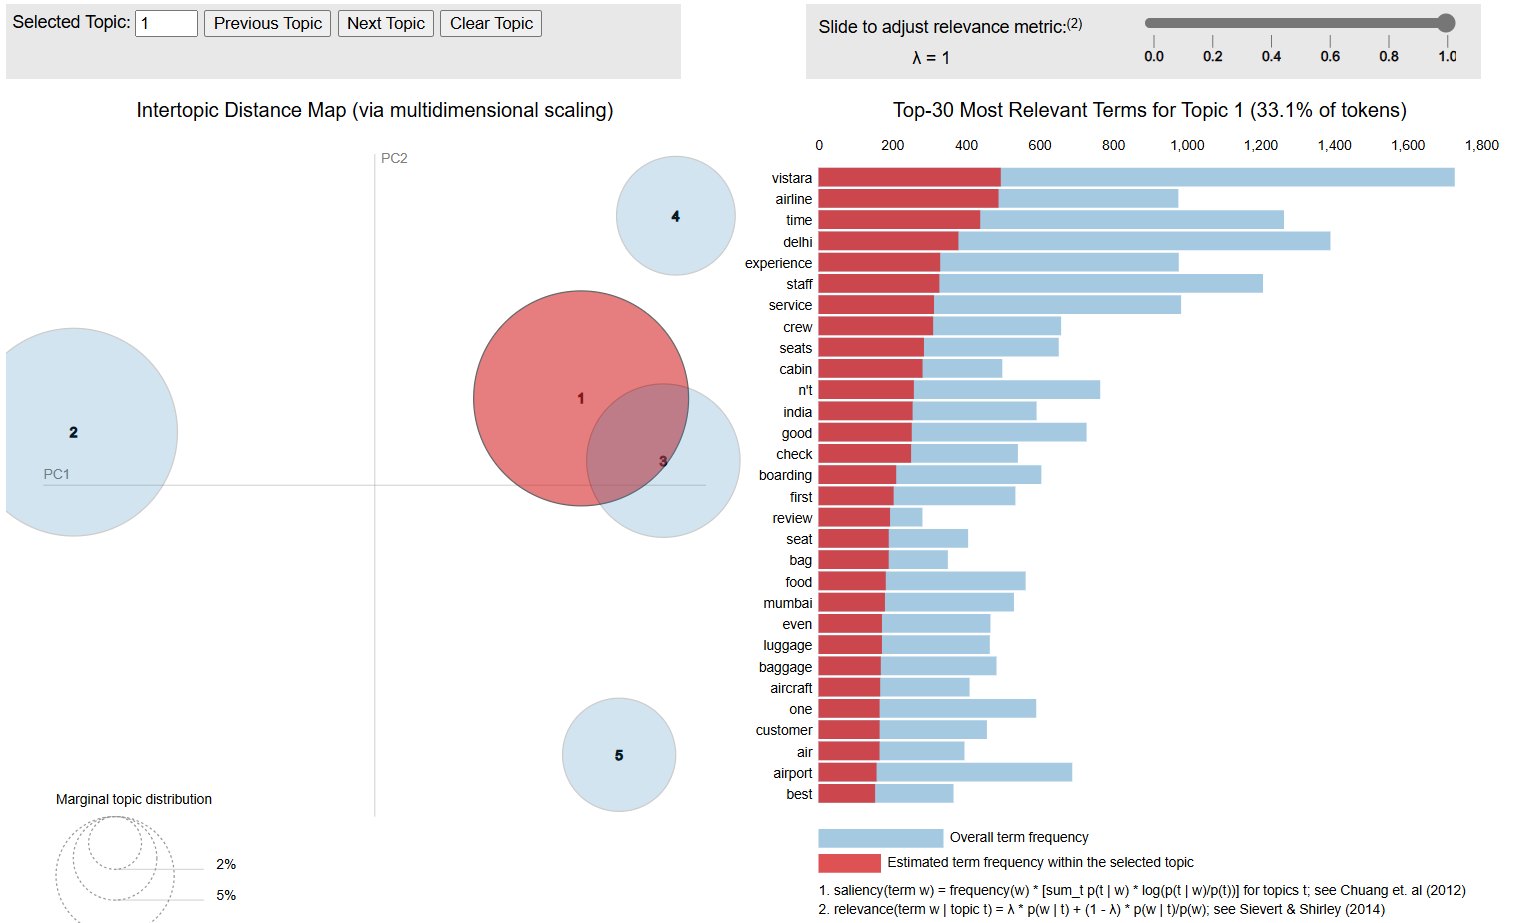 Selected Topic: 1 Previous Topic Next Topic Clear Topic
Slide to adjust relevance metric:(2)
λ = 1
0.0 0.2 0.4 0.6 0.8 1.0
Intertopic Distance Map (via multidimensional scaling)
PC2
4
1
2
3
PC1
5
Marginal topic distribution
2%
5%
Top-30 Most Relevant Terms for Topic 1 (33.1% of tokens)
0 200 400 600 800 1,000 1,200 1,400 1,600 1,800
vistara
airline
time
delhi
experience
staff
service
crew
seats
cabin
n't
india
good
check
boarding
first
review
seat
bag
food
mumbai
even
luggage
baggage
aircraft
one
customer
air
airport
best
Overall term frequency
Estimated term frequency within the selected topic
1. saliency(term w) = frequency(w) * [sum_t p(t | w) * log(p(t | w)/p(t))] for topics t; see Chuang et. al (2012)
2. relevance(term w | topic t) = λ * p(w | t) + (1 - λ) * p(w | t)/p(w); see Sievert & Shirley (2014)